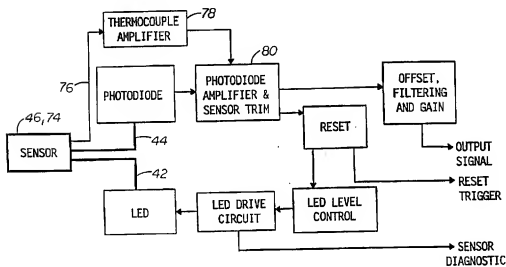 THERMOCOUPLE
AMPLIFIER
78
80
76
PHOTODIODE
PHOTODIODE
AMPLIFIER &
SENSOR TRIM
OFFSET,
FILTERING
AND GAIN
46,74
SENSOR
44
RESET
OUTPUT
SIGNAL
42
RESET
TRIGGER
LED
LED DRIVE
CIRCUIT
LED LEVEL
CONTROL
SENSOR
DIAGNOSTIC